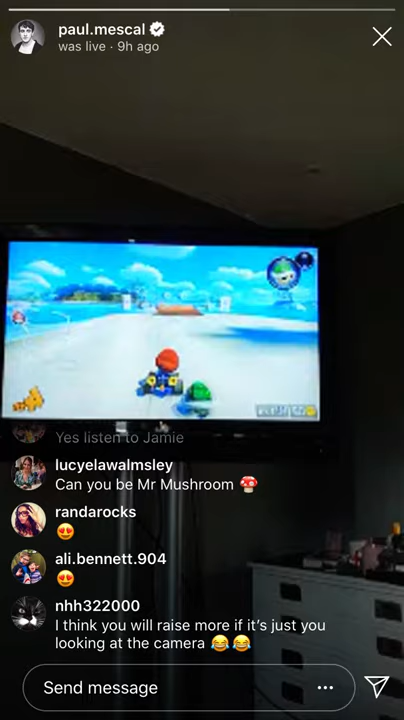 paul.mescal
was live · 9h ago
Yes listen to Jamie
lucyelawalmsley
Can you be Mr Mushroom 🍄
randarocks
😍
ali.bennett.904
😍
nhh322000
I think you will raise more if it’s just you
looking at the camera 😂😂
Send message